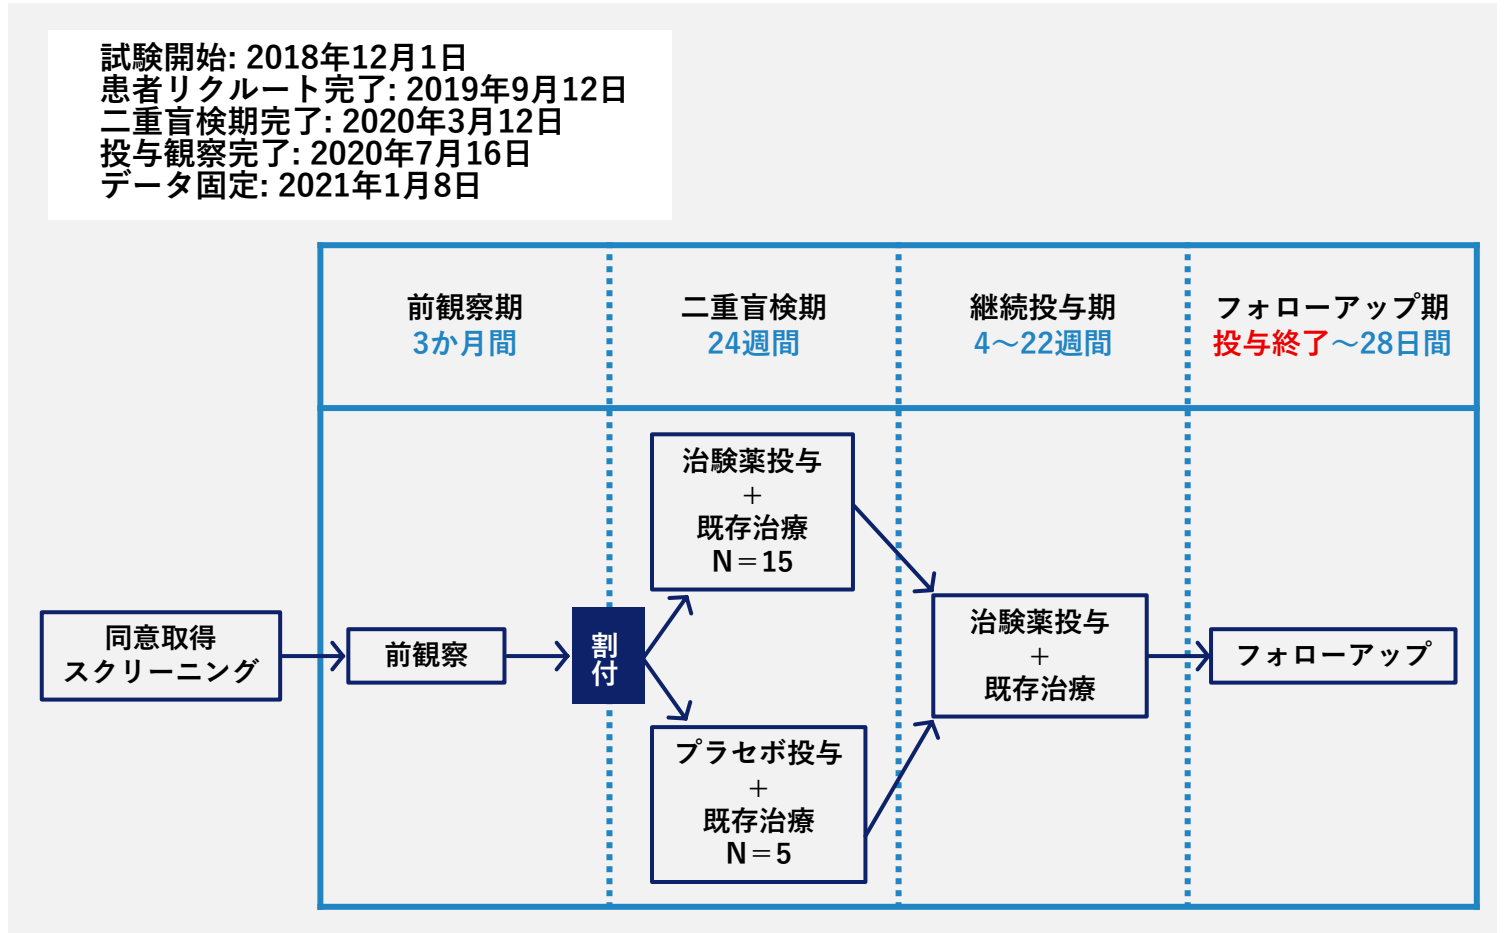 試験開始: 2018年12月1日
患者リクルート完了: 2019年9月12日
二重盲検期完了: 2020年3月12日
投与観察完了: 2020年7月16日
データ固定: 2021年1月8日
前観察期
3か月間
二重盲検期
24週間
継続投与期
4〜22週間
フォローアップ期
投与終了〜28日間
同意取得
スクリーニング
前観察
割付
治験薬投与
＋
既存治療
N＝15
プラセボ投与
＋
既存治療
N＝5
治験薬投与
＋
既存治療
フォローアップ